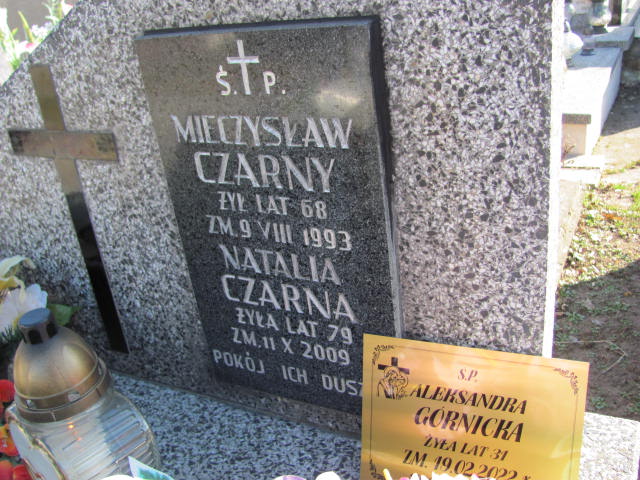 Ś. P.
MIECZYSŁAW
CZARNY
ŻYŁ LAT 68
ZM. 9 VIII 1993
NATALIA
CZARNA
ŻYŁA LAT 79
ZM. 11 X 2009
POKÓJ ICH DUSZ
Ś.P.
ALEKSANDRA
GÓRNICKA
ŻYŁA LAT 31
ZM. 19.02.2022